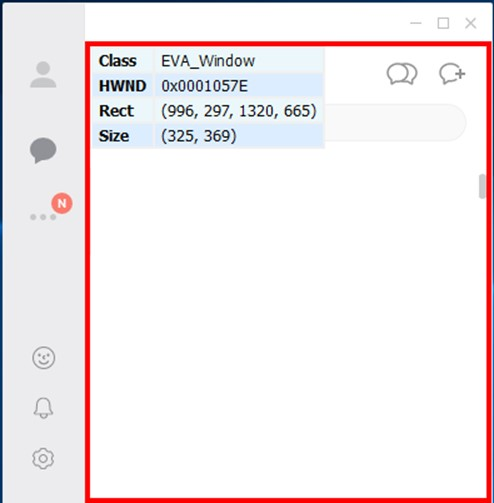 Class EVA_Window
HWND 0x0001057E
Rect (996, 297, 1320, 665)
Size (325, 369)
N